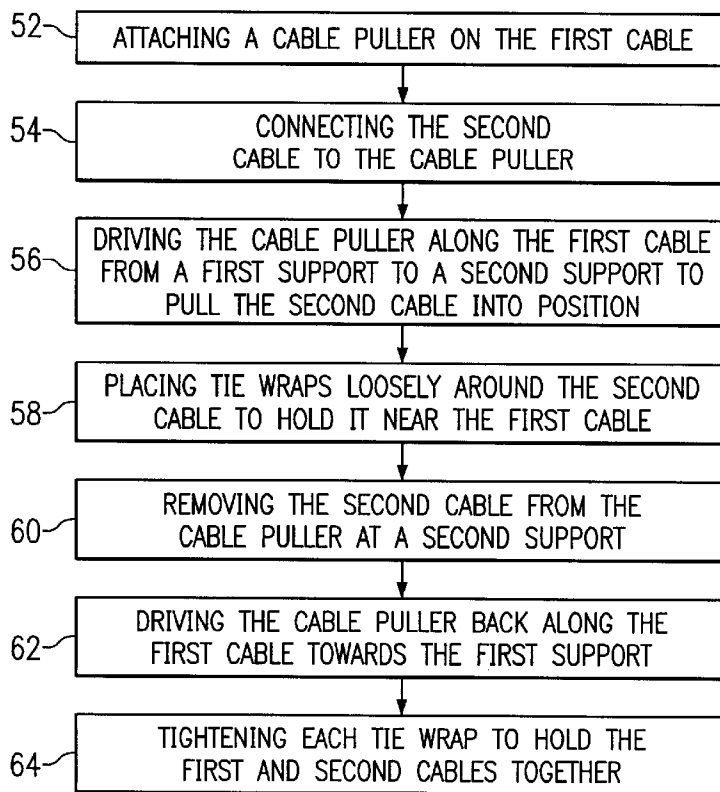 52 ATTACHING A CABLE PULLER ON THE FIRST CABLE
54 CONNECTING THE SECOND
CABLE TO THE CABLE PULLER
56 DRIVING THE CABLE PULLER ALONG THE FIRST CABLE
FROM A FIRST SUPPORT TO A SECOND SUPPORT TO
PULL THE SECOND CABLE INTO POSITION
58 PLACING TIE WRAPS LOOSELY AROUND THE SECOND
CABLE TO HOLD IT NEAR THE FIRST CABLE
60 REMOVING THE SECOND CABLE FROM THE
CABLE PULLER AT A SECOND SUPPORT
62 DRIVING THE CABLE PULLER BACK ALONG THE
FIRST CABLE TOWARDS THE FIRST SUPPORT
64 TIGHTENING EACH TIE WRAP TO HOLD THE
FIRST AND SECOND CABLES TOGETHER